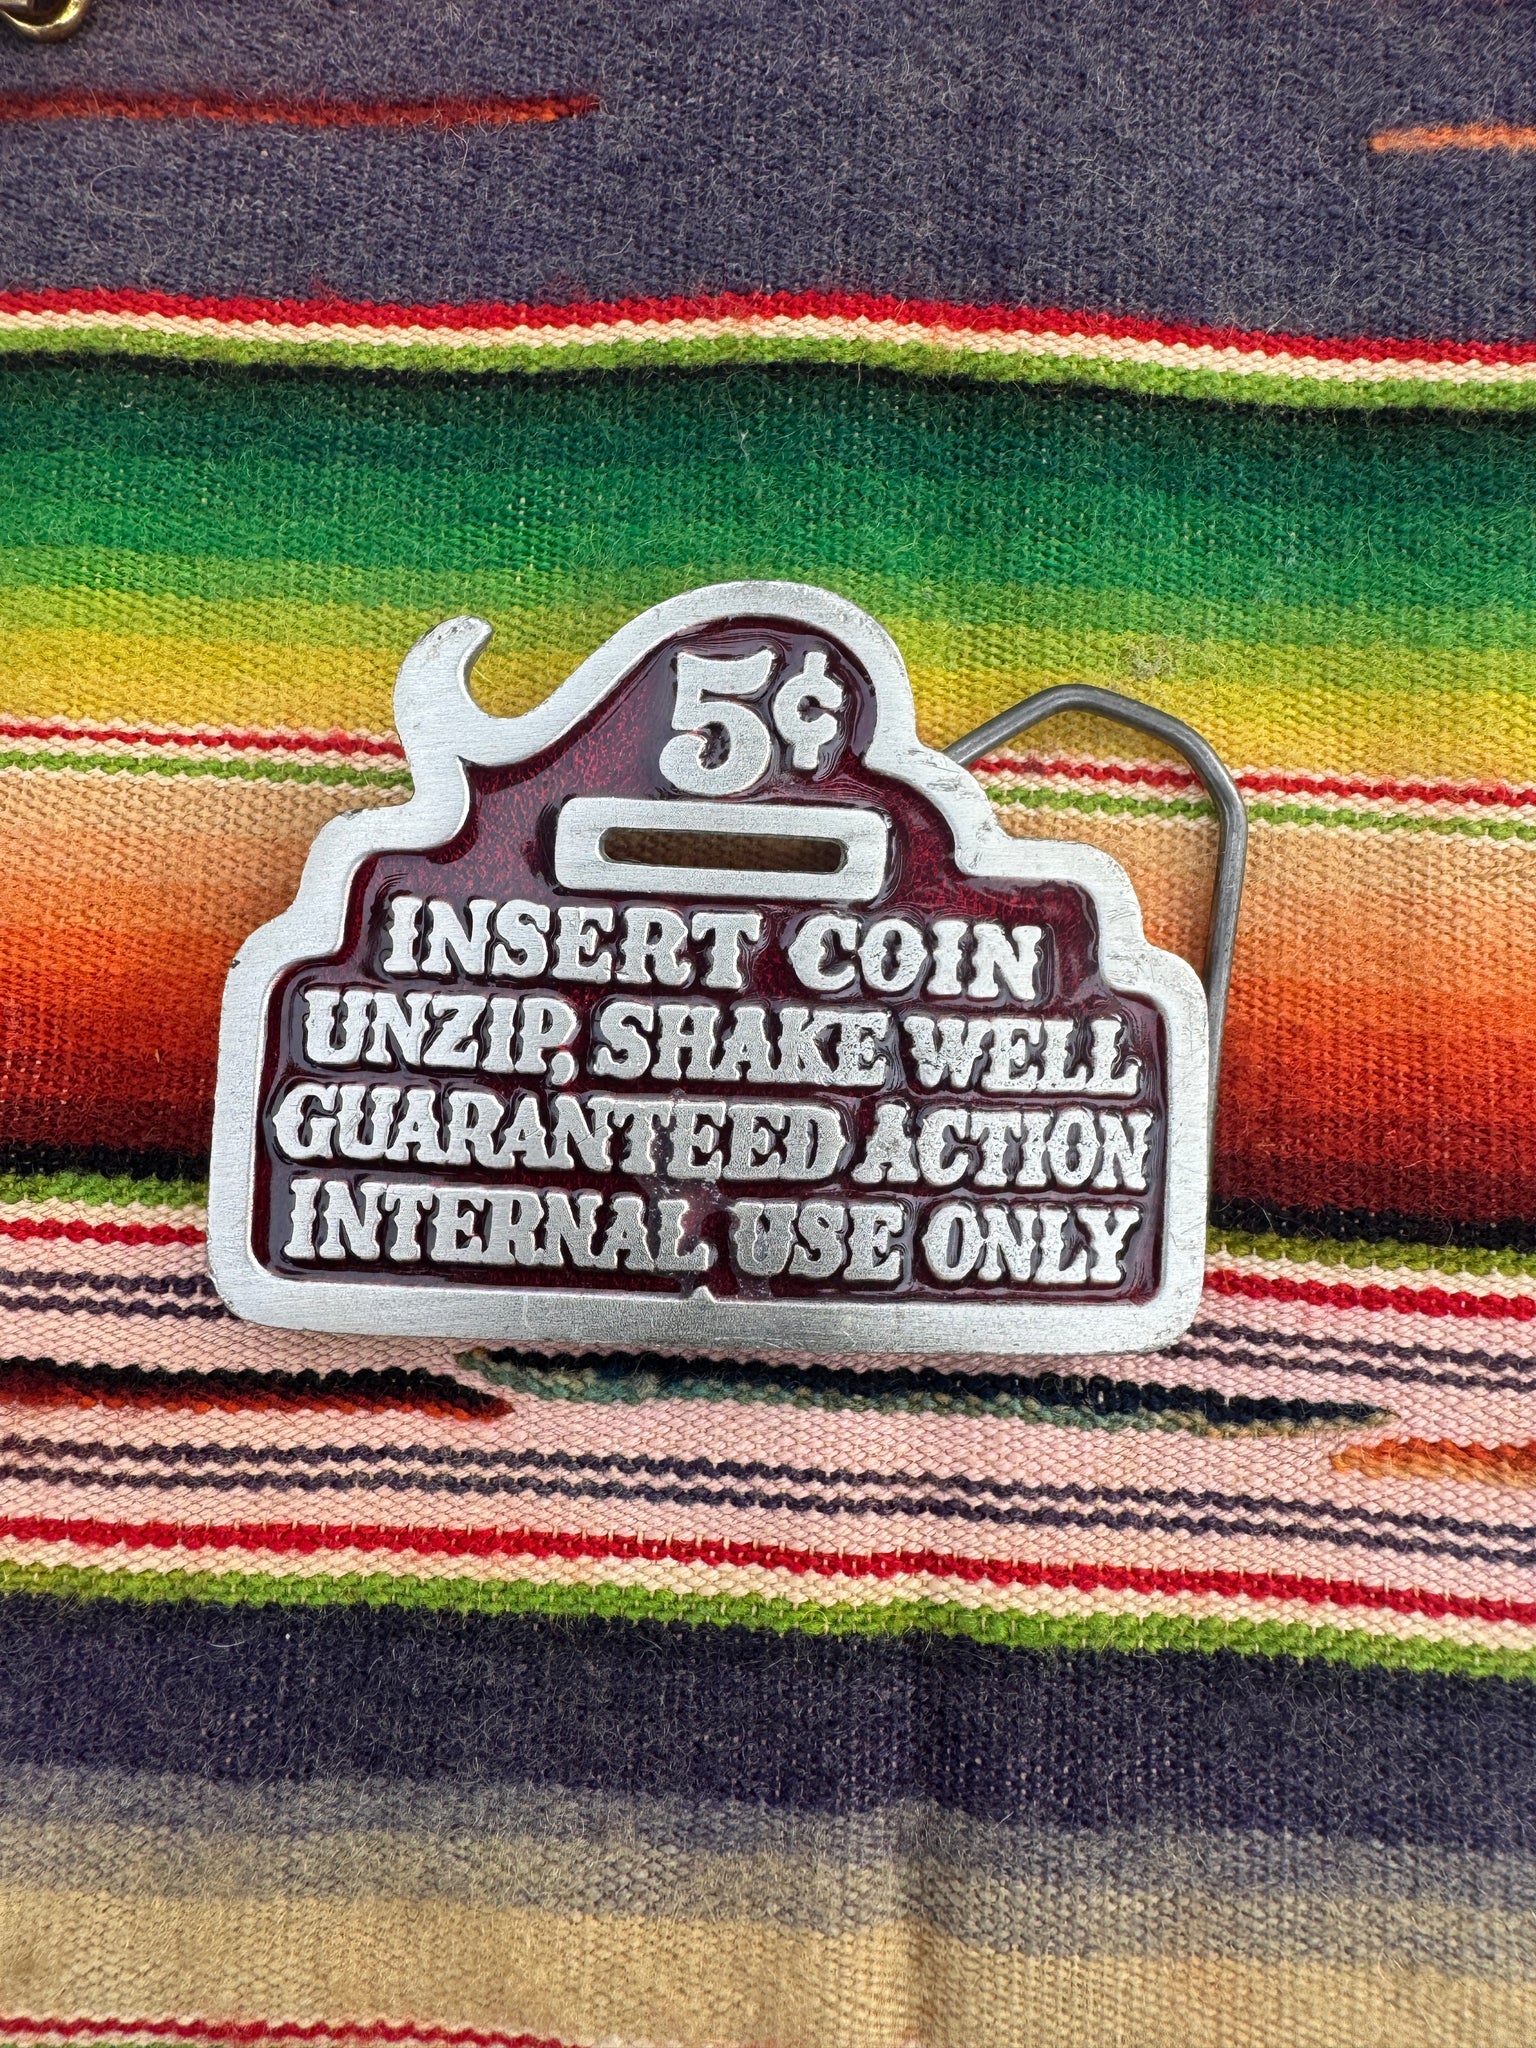 5¢
INSERT COIN
UNZIP, SHAKE WELL
GUARANTEED ACTION
INTERNAL USE ONLY